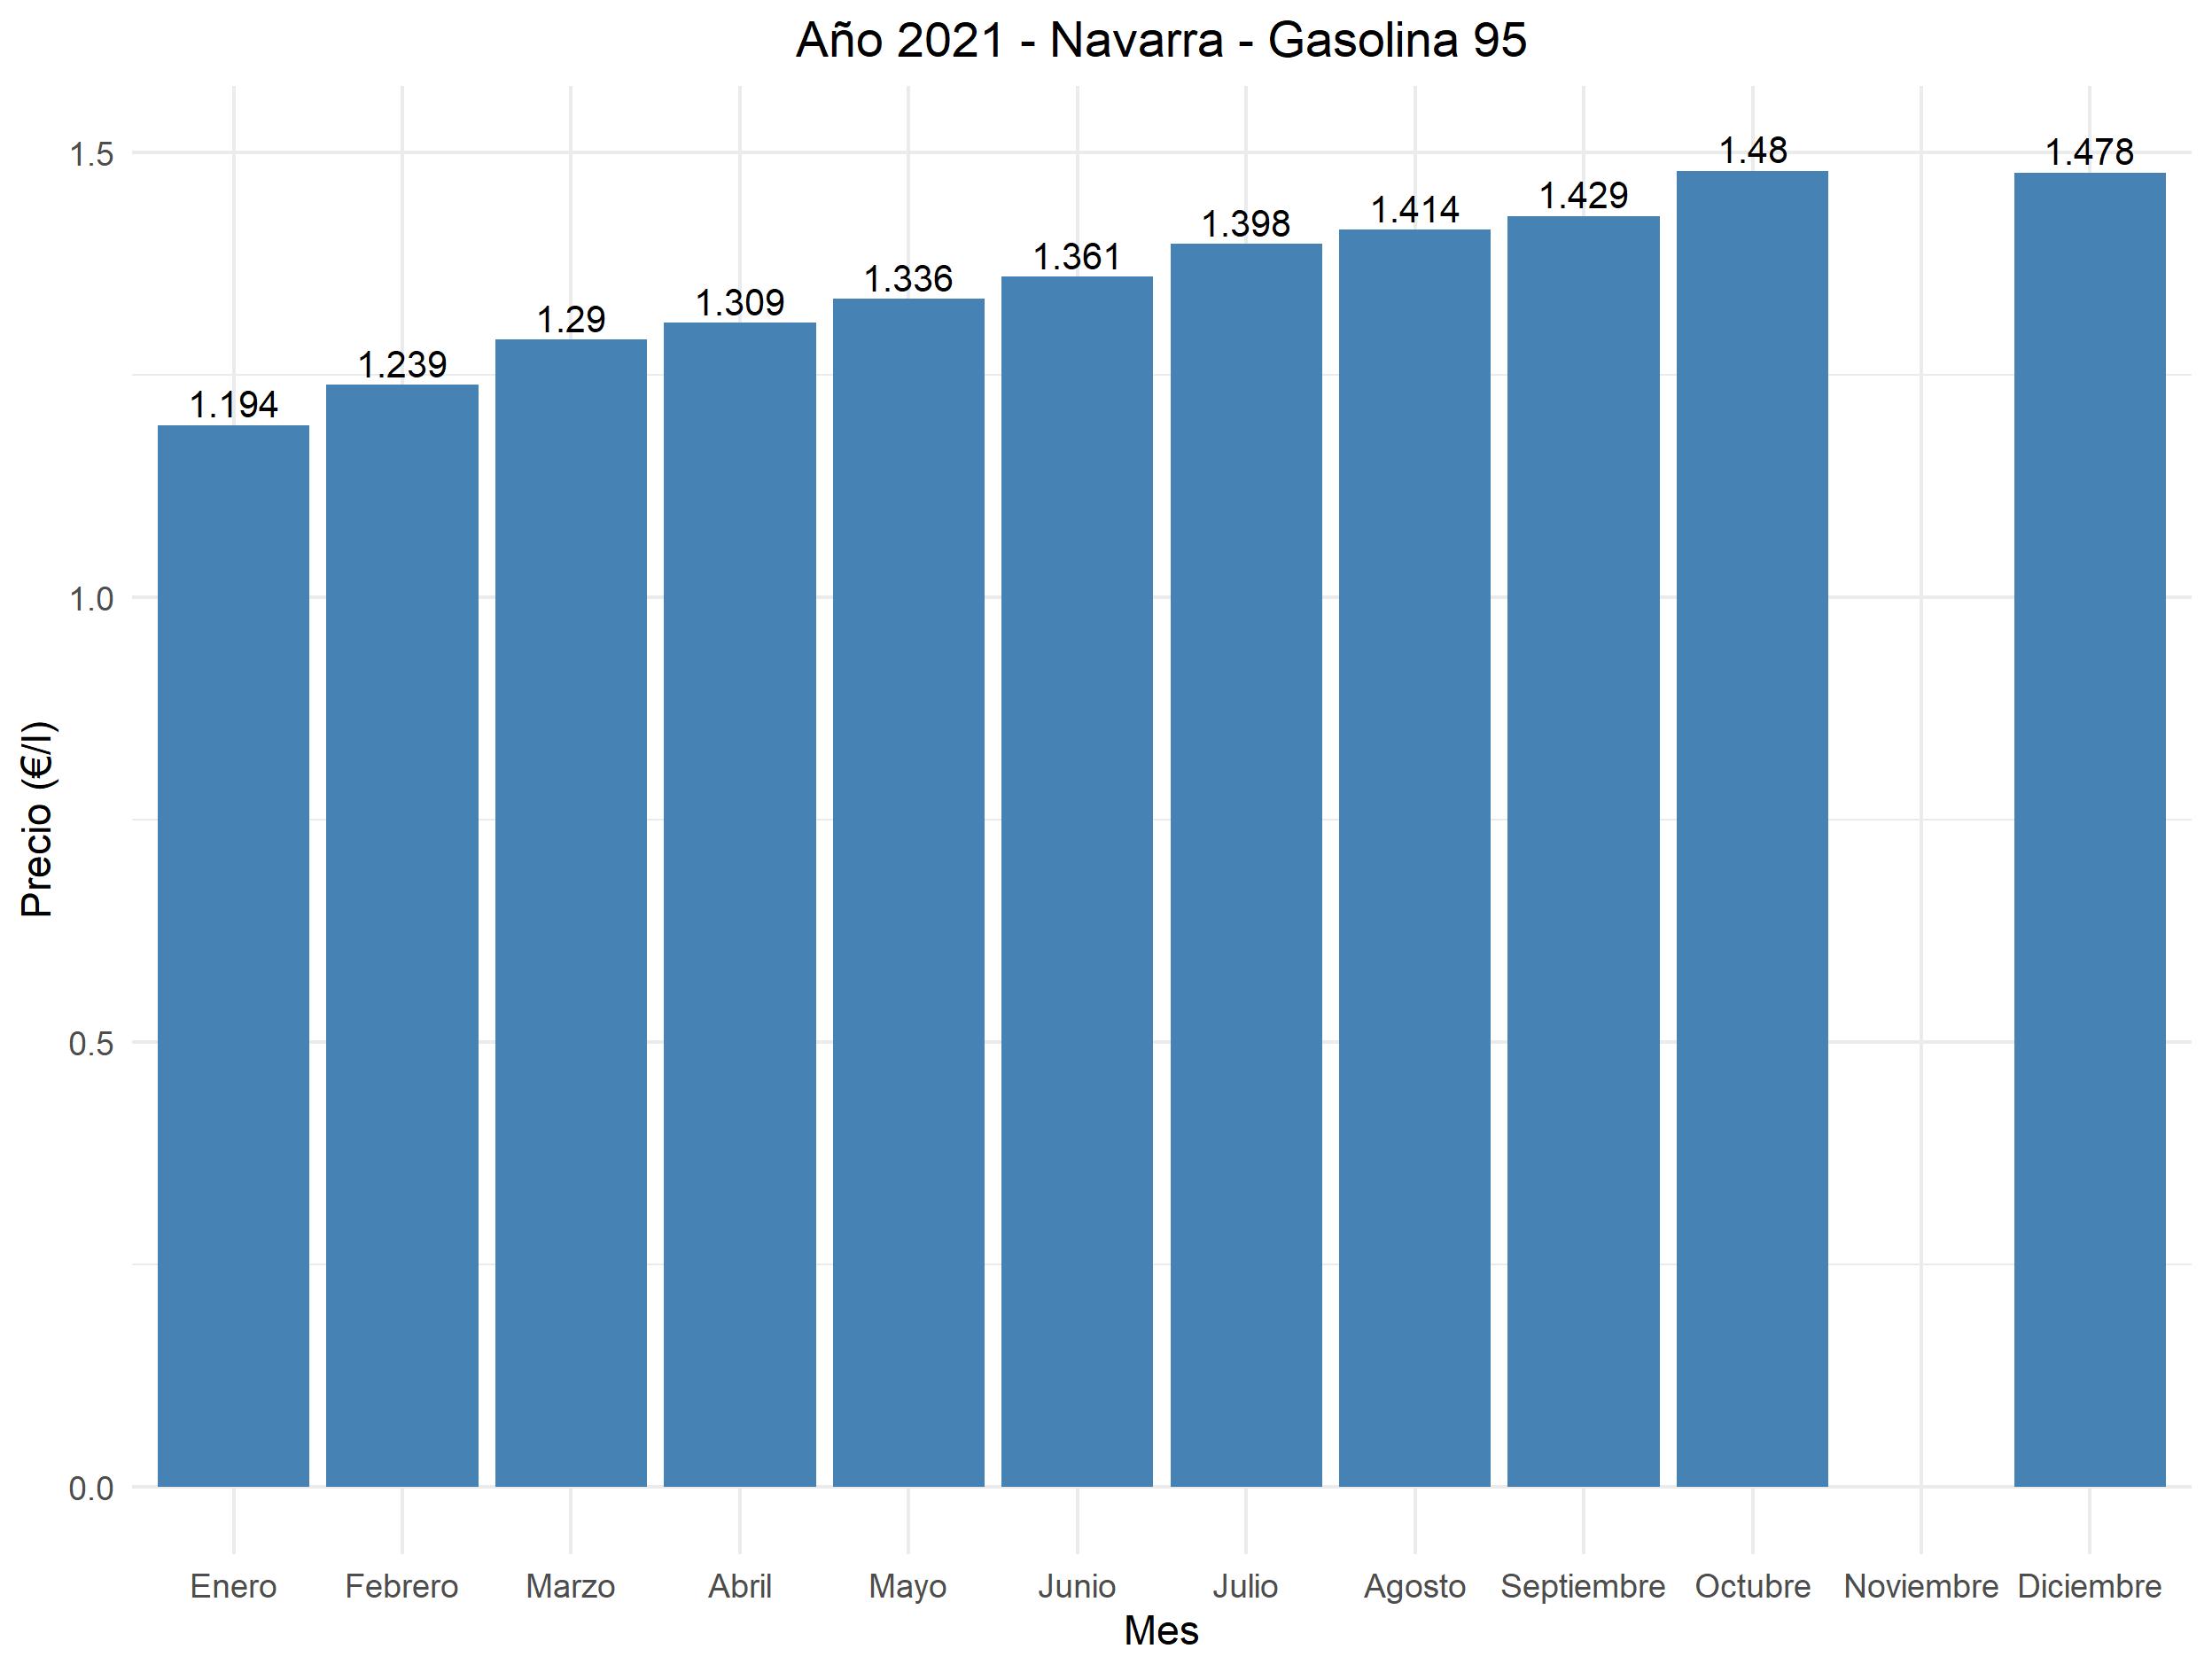 Año 2021 - Navarra - Gasolina 95
Precio (€/l)
1.5
1.0
0.5
0.0
1.194
1.239
1.29
1.309
1.336
1.361
1.398
1.414
1.429
1.48
1.478
Enero
Febrero
Marzo
Abril
Mayo
Junio
Julio
Agosto
Septiembre
Octubre
Noviembre
Diciembre
Mes